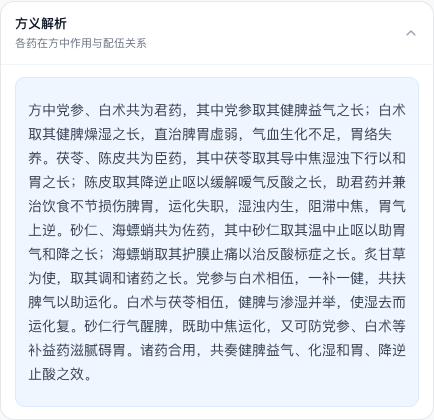 方义解析
各药在方中作用与配伍关系
方中党参、白术共为君药，其中党参取其健脾益气之长；白术
取其健脾燥湿之长，直治脾胃虚弱，气血生化不足，胃络失
养。茯苓、陈皮共为臣药，其中茯苓取其导中焦湿浊下行以和
胃之长；陈皮取其降逆止呕以缓解嗳气反酸之长，助君药并兼
治饮食不节损伤脾胃，运化失职，湿浊内生，阻滞中焦，胃气
上逆。砂仁、海螵蛸共为佐药，其中砂仁取其温中止呕以助胃
气和降之长；海螵蛸取其护膜止痛以治反酸标症之长。炙甘草
为使，取其调和诸药之长。党参与白术相伍，一补一健，共扶
脾气以助运化。白术与茯苓相伍，健脾与渗湿并举，使湿去而
运化复。砂仁行气醒脾，既助中焦运化，又可防党参、白术等
补益药滋腻碍胃。诸药合用，共奏健脾益气、化湿和胃、降逆
止酸之效。